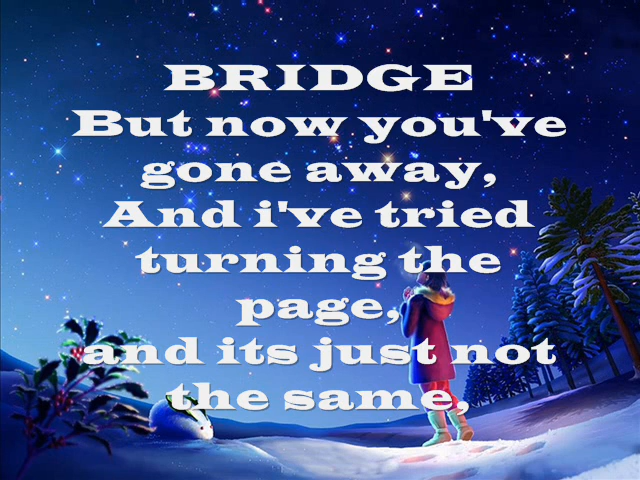 BRIDGE
But now you've
gone away,
And i've tried
turning the
page,
and its just not
the same,